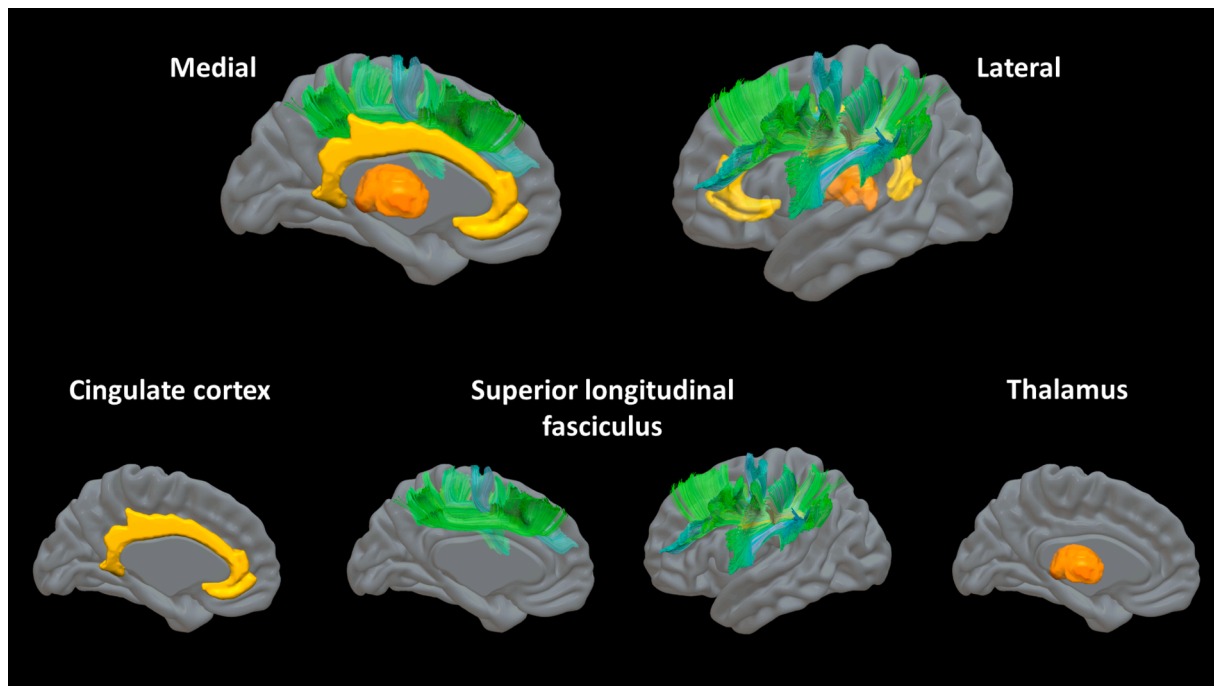 Medial
Lateral
Cingulate cortex
Superior longitudinal
fasciculus
Thalamus